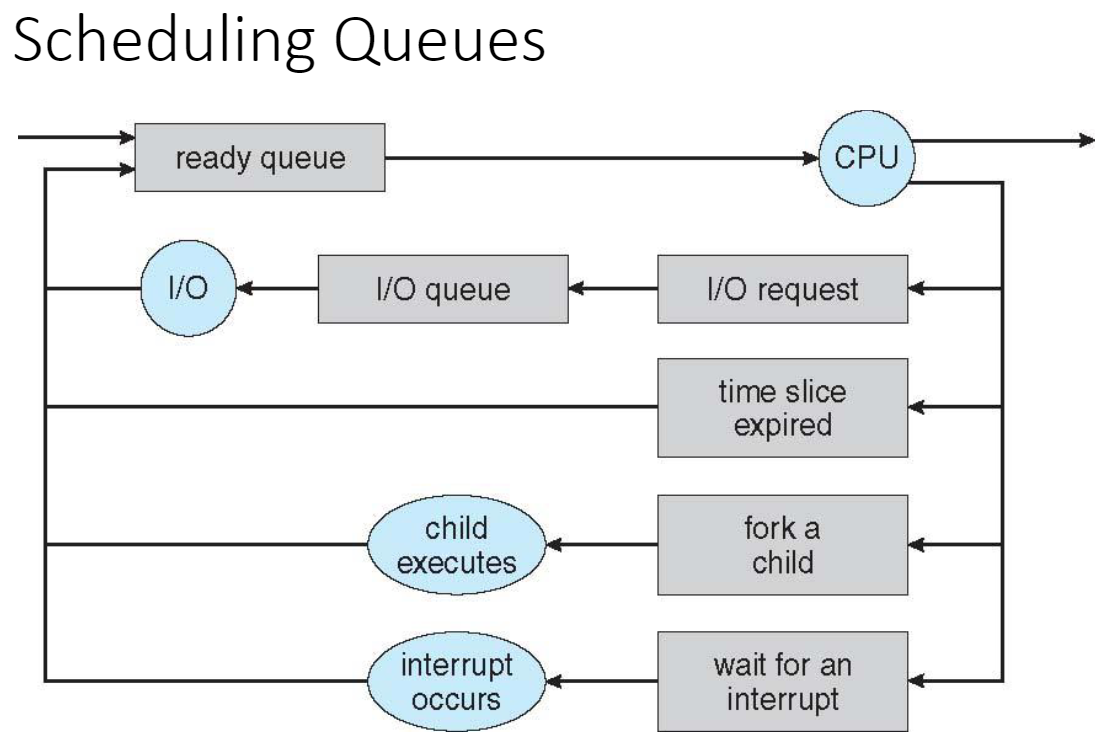 Scheduling Queues
ready queue
CPU
I/O
I/O queue
I/O request
time slice
expired
child
executes
fork a
child
interrupt
occurs
wait for an
interrupt